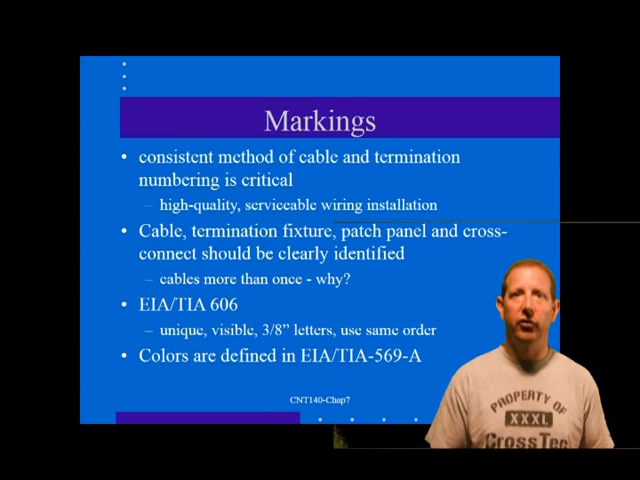 Markings
• consistent method of cable and termination
numbering is critical
– high-quality, serviceable wiring installation
• Cable, termination fixture, patch panel and cross-
connect should be clearly identified
– cables more than once - why?
• EIA/TIA 606
– unique, visible, 3/8” letters, use same order
• Colors are defined in EIA/TIA-569-A
CNT140-Chap7
PROPERTY OF
XXXL